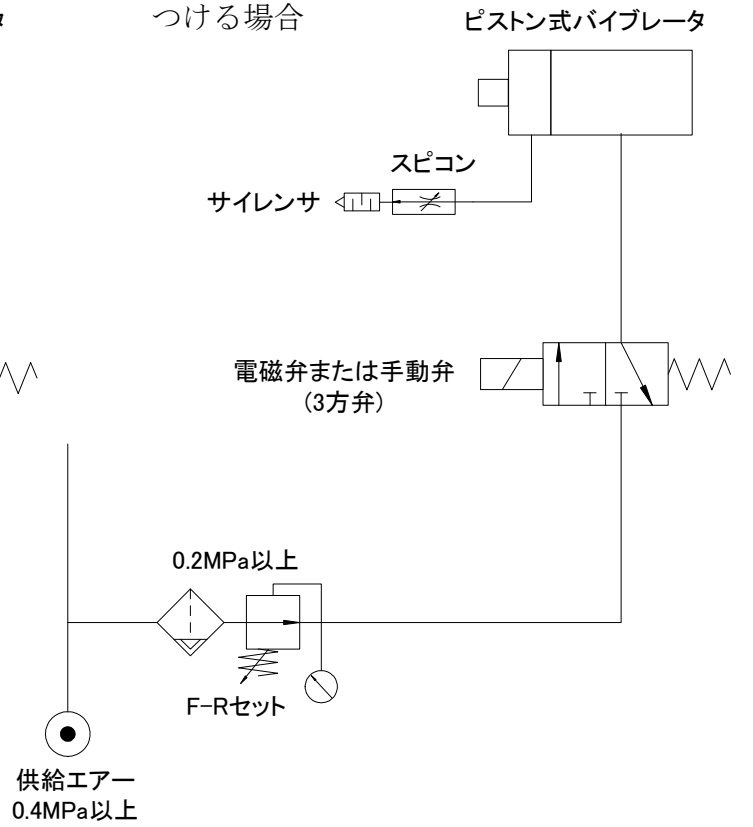 つける場合
ピストン式バイブレータ
スピコン
サイレンサ
電磁弁または手動弁
(3方弁)
0.2MPa以上
F-Rセット
供給エアー
0.4MPa以上